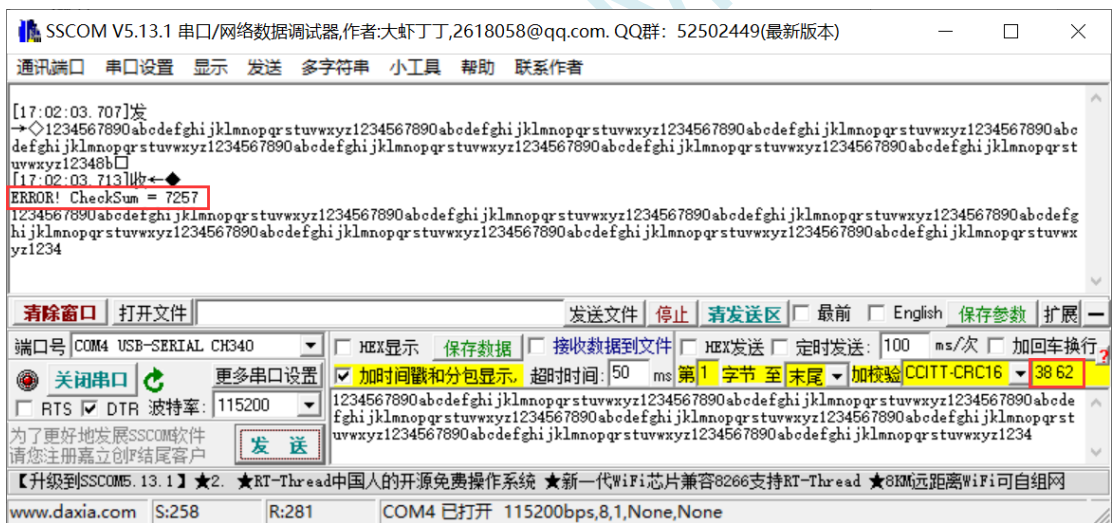 SSCOM V5.13.1 串口/网络数据调试器,作者:大虾丁丁,2618058@qq.com. QQ群: 52502449(最新版本)
通讯端口 串口设置 显示 发送 多字符串 小工具 帮助 联系作者
[17:02:03.707]发
→◇1234567890abcdefghijklmnopqrstuvwxyz1234567890abcdefghijklmnopqrstuvwxyz1234567890abcdefghijklmnopqrstuvwxyz1234567890abc
defghijklmnopqrstuvwxyz1234567890abcdefghijklmnopqrstuvwxyz1234567890abcdefghijklmnopqrstuvwxyz1234567890abcdefghijklmnopqrst
uvwxyz12348b□
[17:02:03.713]收←◆
ERROR! CheckSum = 7257
1234567890abcdefghijklmnopqrstuvwxyz1234567890abcdefghijklmnopqrstuvwxyz1234567890abcdefghijklmnopqrstuvwxyz1234567890abcdefg
hijklmnopqrstuvwxyz1234567890abcdefghijklmnopqrstuvwxyz1234567890abcdefghijklmnopqrstuvwxyz1234567890abcdefghijklmnopqrstuvwx
yz1234
清除窗口 打开文件 发送文件 停止 清发送区 最前 English 保存参数 扩展 —
端口号 COM4 USB-SERIAL CH340 HEX显示 保存数据 接收数据到文件 HEX发送 定时发送: 100 ms/次 加回车换行
关闭串口 更多串口设置 加时间戳和分包显示, 超时时间: 50 ms 第1 字节 至 末尾 加校验 CCITT-CRC16 38 62
RTS DTR 波特率: 115200 1234567890abcdefghijklmnopqrstuvwxyz1234567890abcdefghijklmnopqrstuvwxyz1234567890abcde
fghijklmnopqrstuvwxyz1234567890abcdefghijklmnopqrstuvwxyz1234567890abcdefghijklmnopqrst
为了更好地发展SSCOM软件 发 送 uvwxyz1234567890abcdefghijklmnopqrstuvwxyz1234567890abcdefghijklmnopqrstuvwxyz1234
请您注册嘉立创F结尾客户
【升级到SSCOM5.13.1】★2. ★RT-Thread中国人的开源免费操作系统 ★新一代WiFi芯片兼容8266支持RT-Thread ★8KM远距离WiFi可自组网
www.daxia.com S:258 R:281 COM4 已打开 115200bps,8,1,None,None